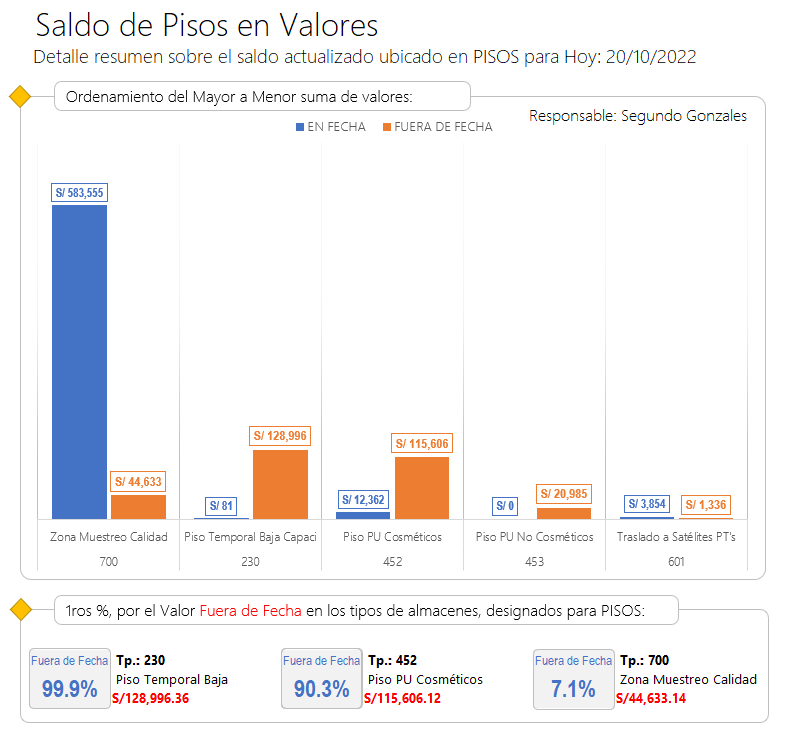 Saldo de Pisos en Valores
Detalle resumen sobre el saldo actualizado ubicado en PISOS para Hoy: 20/10/2022
Ordenamiento del Mayor a Menor suma de valores:
Responsable: Segundo Gonzales
EN FECHA FUERA DE FECHA
S/ 583,555
S/ 44,633
S/ 81
S/ 128,996
S/ 12,362
S/ 115,606
S/ 0
S/ 20,985
S/ 3,854
S/ 1,336
Zona Muestreo Calidad Piso Temporal Baja Capaci Piso PU Cosméticos Piso PU No Cosméticos Traslado a Satélites PT's
700 230 452 453 601
1ros %, por el Valor Fuera de Fecha en los tipos de almacenes, designados para PISOS:
Fuera de Fecha
99.9%
Tp.: 230
Piso Temporal Baja
S/128,996.36
Fuera de Fecha
90.3%
Tp.: 452
Piso PU Cosméticos
S/115,606.12
Fuera de Fecha
7.1%
Tp.: 700
Zona Muestreo Calidad
S/44,633.14